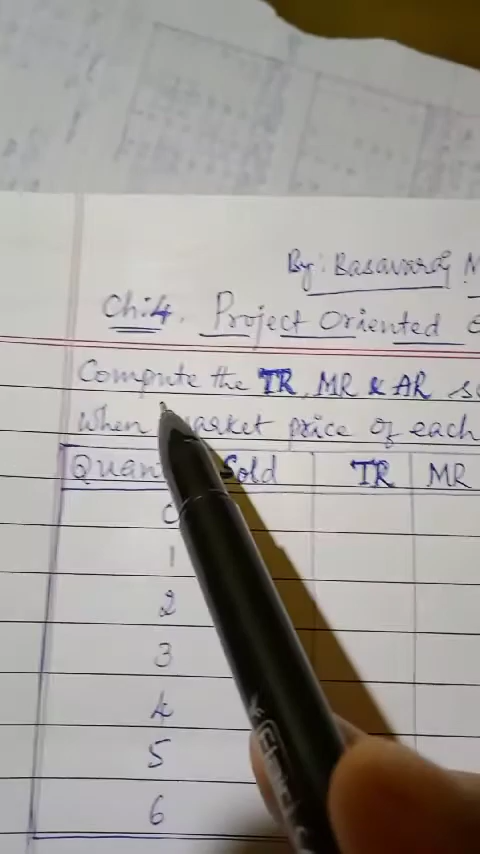 By: Basavaraj M
Ch:4. Project Oriented
Compute the TR, MR & AR
When market price of each
Quan Sold TR MR
0
1
2
3
4
5
6